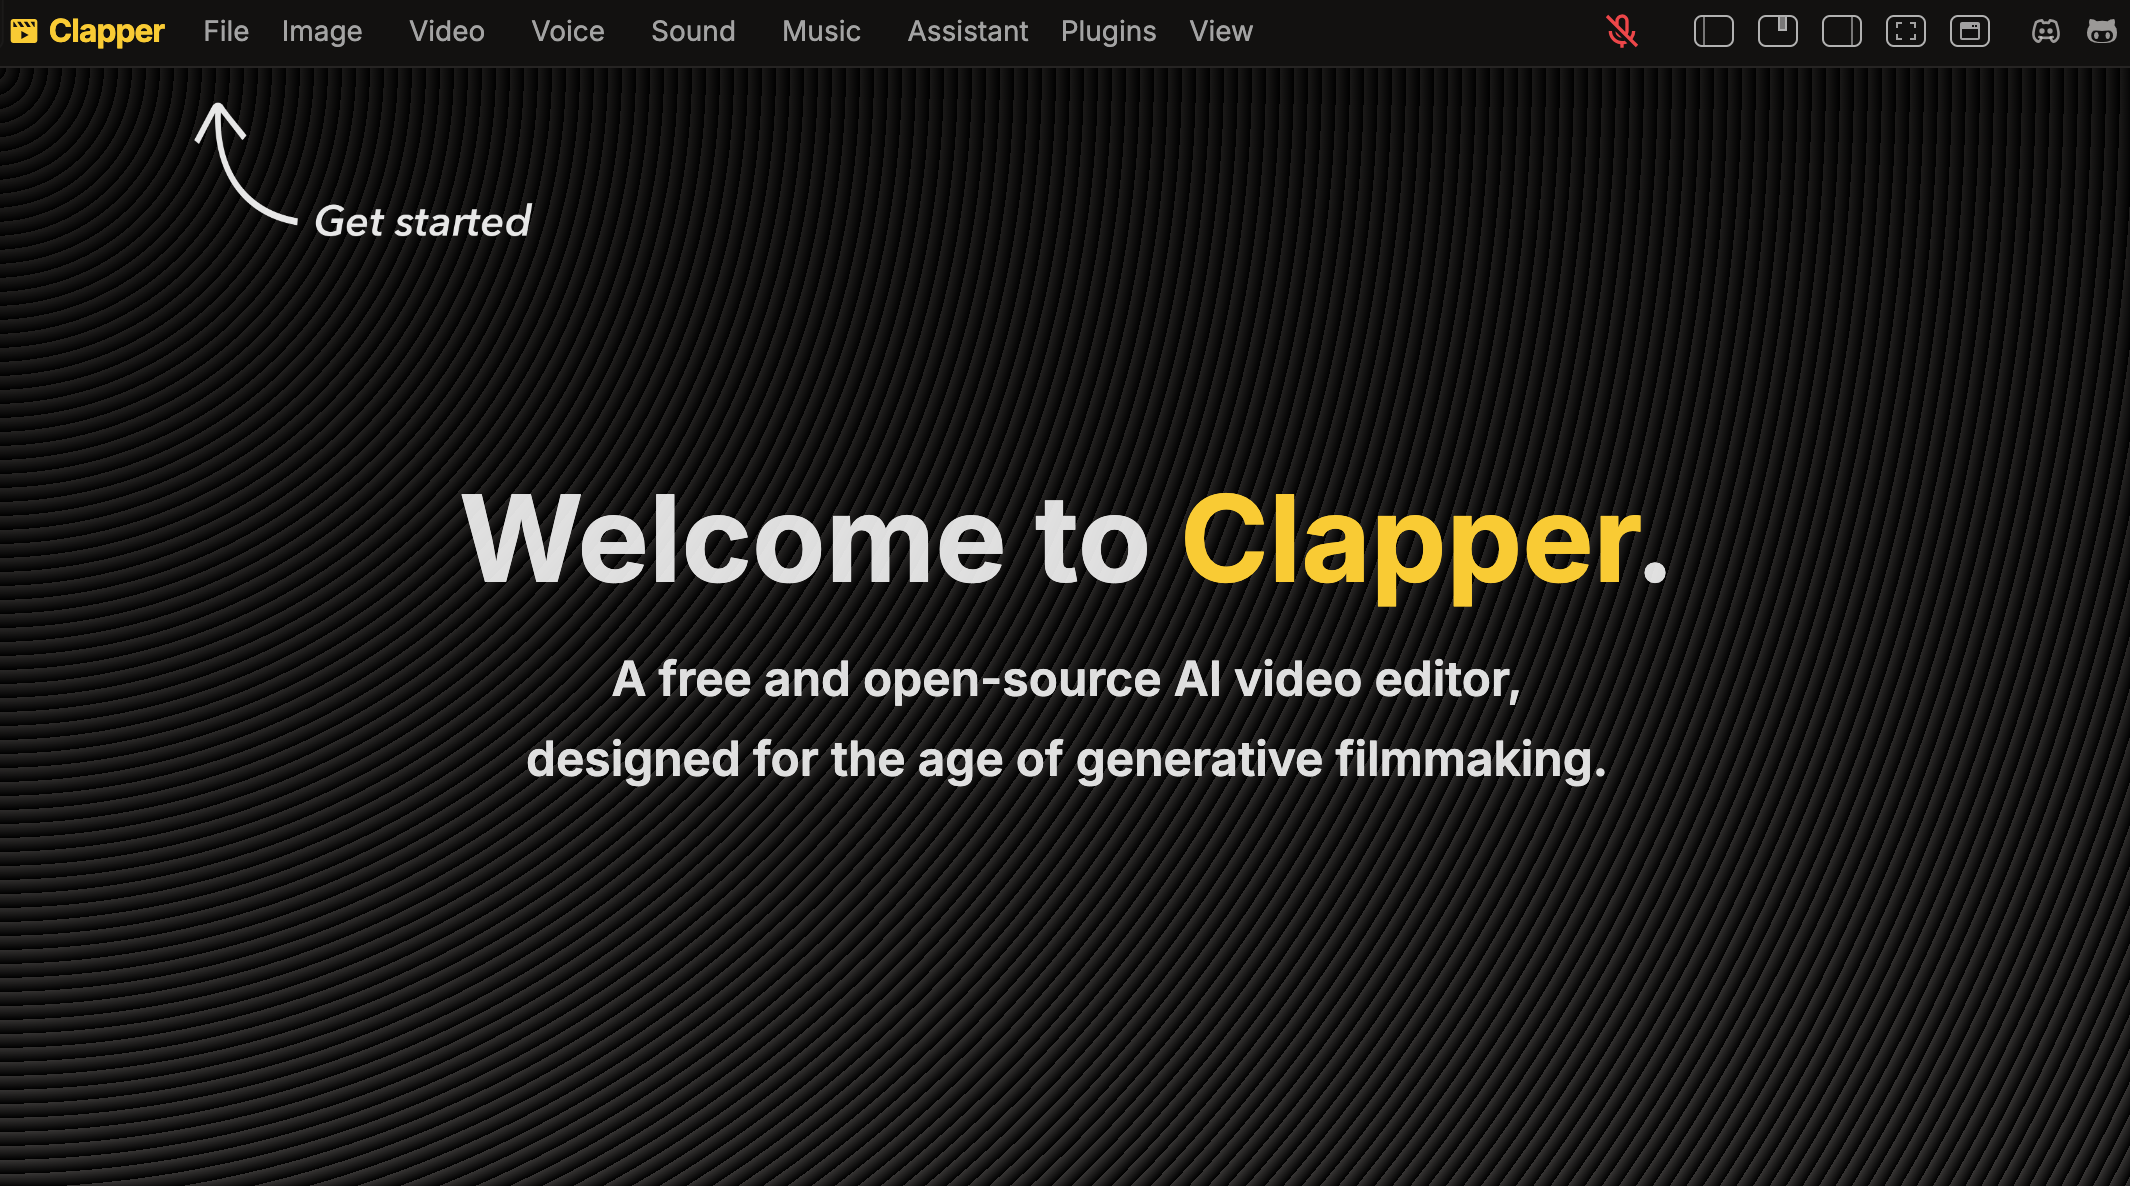 Clapper File Image Video Voice Sound Music Assistant Plugins View
Get started
Welcome to Clapper.
A free and open-source AI video editor,
designed for the age of generative filmmaking.